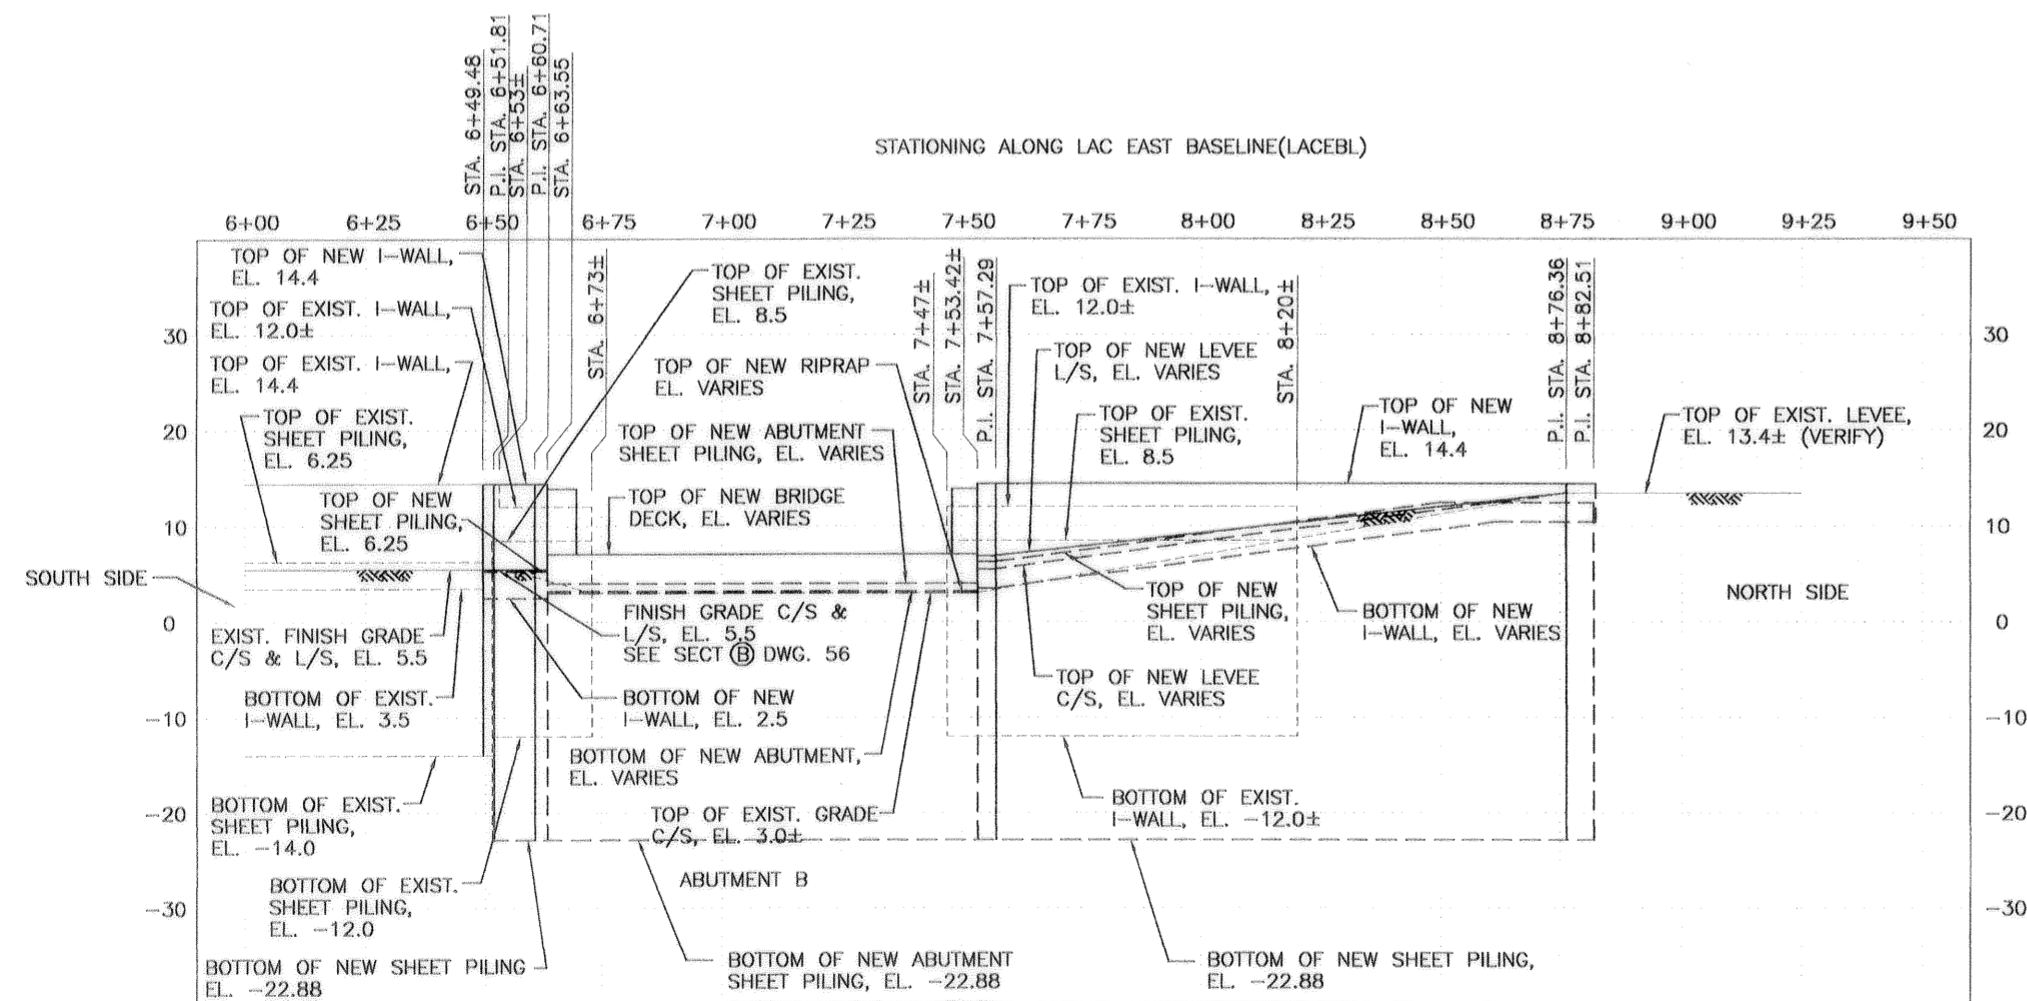 STA. 6+49.48
P.I. STA. 6+51.81
STA. 6+53±
P.I. STA. 6+60.71
STA. 6+63.55
STATIONING ALONG LAC EAST BASELINE(LACEBL)
6+00 6+25 6+50 6+75 7+00 7+25 7+50 7+75 8+00 8+25 8+50 8+75 9+00 9+25 9+50
TOP OF NEW I-WALL,
EL. 14.4
TOP OF EXIST. I-WALL,
EL. 12.0±
TOP OF EXIST. I-WALL,
EL. 14.4
TOP OF EXIST.
SHEET PILING,
EL. 6.25
TOP OF NEW
SHEET PILING,
EL. 6.25
SOUTH SIDE
EXIST. FINISH GRADE
C/S & L/S, EL. 5.5
BOTTOM OF EXIST.
I-WALL, EL. 3.5
BOTTOM OF EXIST.
SHEET PILING,
EL. -14.0
BOTTOM OF EXIST.
SHEET PILING,
EL. -12.0
BOTTOM OF NEW SHEET PILING
EL. -22.88
STA. 6+73±
TOP OF EXIST.
SHEET PILING,
EL. 8.5
TOP OF NEW RIPRAP
EL. VARIES
TOP OF NEW ABUTMENT
SHEET PILING, EL. VARIES
TOP OF NEW BRIDGE
DECK, EL. VARIES
FINISH GRADE C/S &
L/S, EL. 5.5
SEE SECT B DWG. 56
BOTTOM OF NEW
I-WALL, EL. 2.5
BOTTOM OF NEW ABUTMENT,
EL. VARIES
TOP OF EXIST. GRADE
C/S, EL. 3.0±
ABUTMENT B
BOTTOM OF NEW ABUTMENT
SHEET PILING, EL. -22.88
STA. 7+47±
STA. 7+53.42±
P.I. STA. 7+57.29
TOP OF EXIST. I-WALL,
EL. 12.0±
TOP OF NEW LEVEE
L/S, EL. VARIES
TOP OF EXIST.
SHEET PILING,
EL. 8.5
STA. 8+20±
TOP OF NEW
I-WALL,
EL. 14.4
P.I. STA. 8+76.36
P.I. STA. 8+82.51
TOP OF EXIST. LEVEE,
EL. 13.4± (VERIFY)
TOP OF NEW
SHEET PILING,
EL. VARIES
BOTTOM OF NEW
I-WALL, EL. VARIES
NORTH SIDE
TOP OF NEW LEVEE
C/S, EL. VARIES
BOTTOM OF EXIST.
I-WALL, EL. -12.0±
BOTTOM OF NEW SHEET PILING,
EL. -22.88
30
20
10
0
-10
-20
-30
30
20
10
0
-10
-20
-30